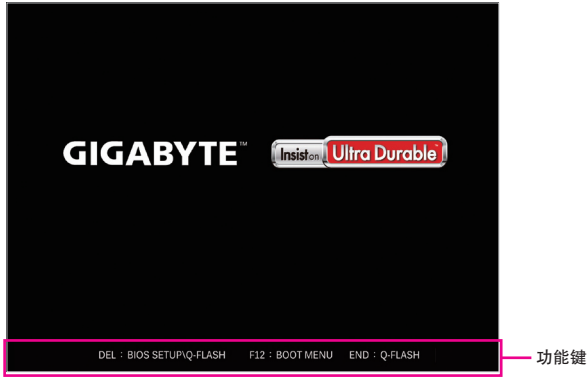 GIGABYTE™ Insist on Ultra Durable™
DEL : BIOS SETUP\Q-FLASH F12 : BOOT MENU END : Q-FLASH
功能键